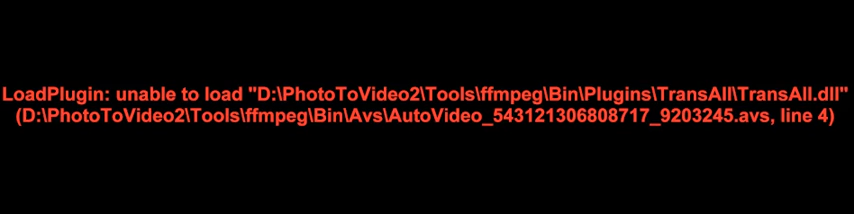 LoadPlugin: unable to load "D:\PhotoToVideo2\Tools\ffmpeg\Bin\Plugins\TransAll\TransAll.dll"
(D:\PhotoToVideo2\Tools\ffmpeg\Bin\Avs\AutoVideo_543121306808717_9203245.avs, line 4)